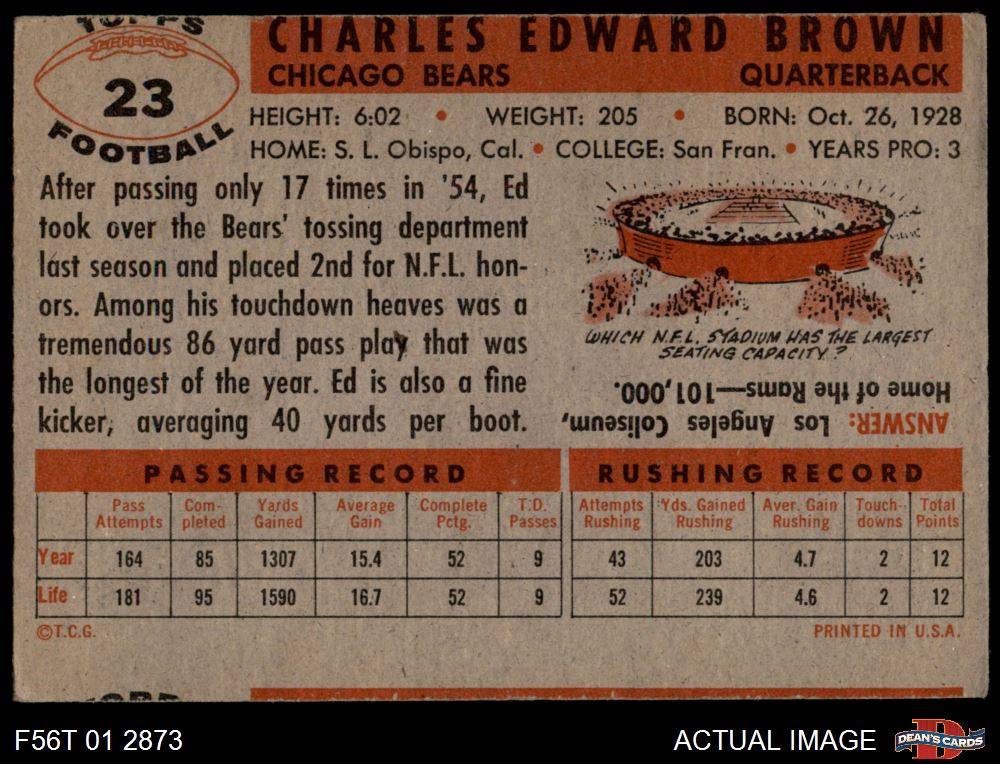 TOPPS
23
FOOTBALL
CHARLES EDWARD BROWN
CHICAGO BEARS QUARTERBACK
HEIGHT: 6:02 • WEIGHT: 205 • BORN: Oct. 26, 1928
HOME: S. L. Obispo, Cal. • COLLEGE: San Fran. • YEARS PRO: 3
After passing only 17 times in '54, Ed
took over the Bears' tossing department
last season and placed 2nd for N.F.L. hon-
ors. Among his touchdown heaves was a
tremendous 86 yard pass play that was
the longest of the year. Ed is also a fine
kicker, averaging 40 yards per boot.
WHICH N.F.L. STADIUM HAS THE LARGEST
SEATING CAPACITY?
ANSWER: Los Angeles Coliseum,
Home of the Rams—101,000.
PASSING RECORD
Pass Attempts Com-pleted Yards Gained Average Gain Complete Pctg. T.D. Passes
Year 164 85 1307 15.4 52 9
Life 181 95 1590 16.7 52 9
RUSHING RECORD
Attempts Rushing Yds. Gained Rushing Aver. Gain Rushing Touch-downs Total Points
43 203 4.7 2 12
52 239 4.6 2 12
©T.C.G. PRINTED IN U.S.A.
F56T 01 2873 ACTUAL IMAGE DEAN'S CARDS